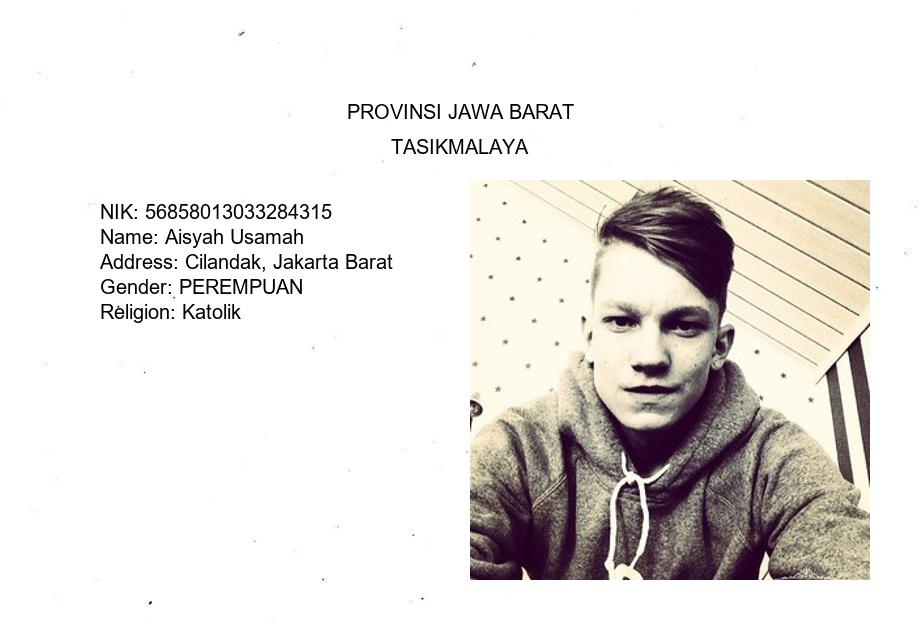 PROVINSI JAWA BARAT
TASIKMALAYA
NIK: 56858013033284315
Name: Aisyah Usamah
Address: Cilandak, Jakarta Barat
Gender: PEREMPUAN
Religion: Katolik